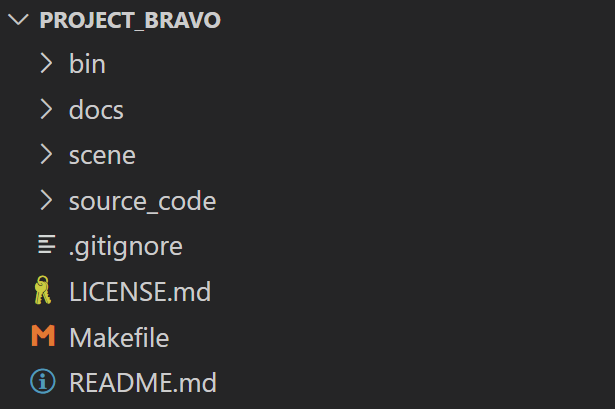 PROJECT_BRAVO
bin
docs
scene
source_code
.gitignore
LICENSE.md
Makefile
README.md